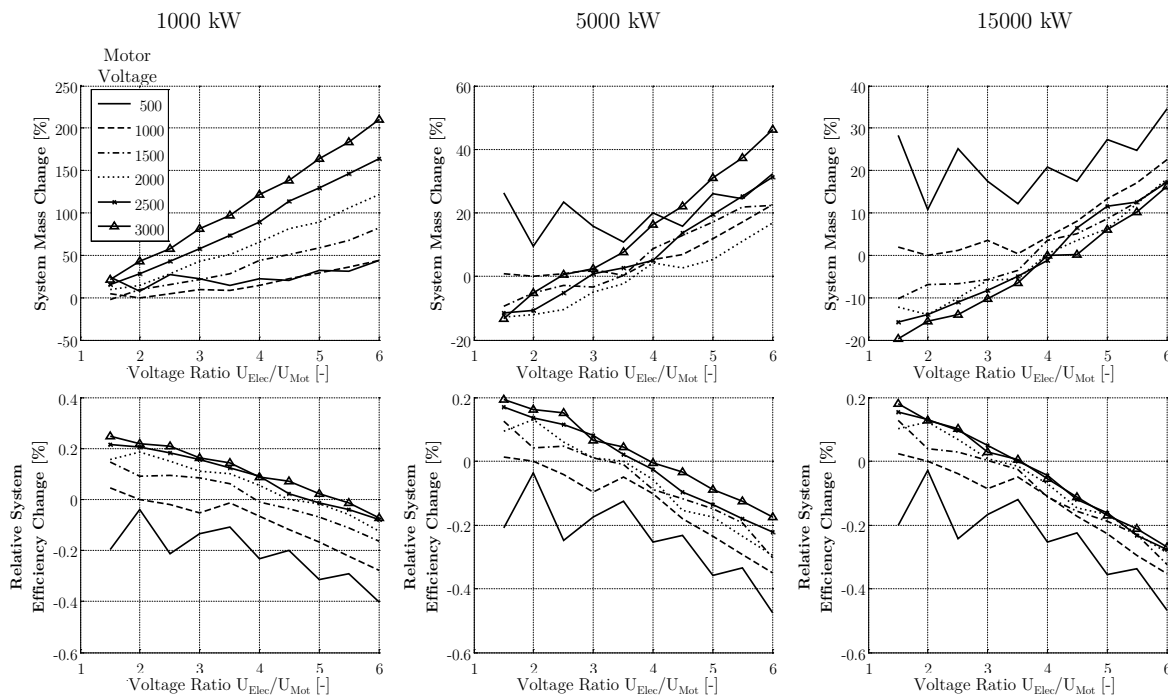 1000 kW
5000 kW
15000 kW
Motor
Voltage
500
1000
1500
2000
2500
3000
System Mass Change [%]
250
200
150
100
50
0
-50
1 2 3 4 5 6
Voltage Ratio U_Elec/U_Mot [-]
System Mass Change [%]
60
40
20
0
-20
1 2 3 4 5 6
Voltage Ratio U_Elec/U_Mot [-]
System Mass Change [%]
40
30
20
10
0
-10
-20
1 2 3 4 5 6
Voltage Ratio U_Elec/U_Mot [-]
Relative System
Efficiency Change [%]
0.4
0.2
0
-0.2
-0.4
-0.6
1 2 3 4 5 6
Voltage Ratio U_Elec/U_Mot [-]
Relative System
Efficiency Change [%]
0.2
0
-0.2
-0.4
-0.6
1 2 3 4 5 6
Voltage Ratio U_Elec/U_Mot [-]
Relative System
Efficiency Change [%]
0.2
0
-0.2
-0.4
-0.6
1 2 3 4 5 6
Voltage Ratio U_Elec/U_Mot [-]